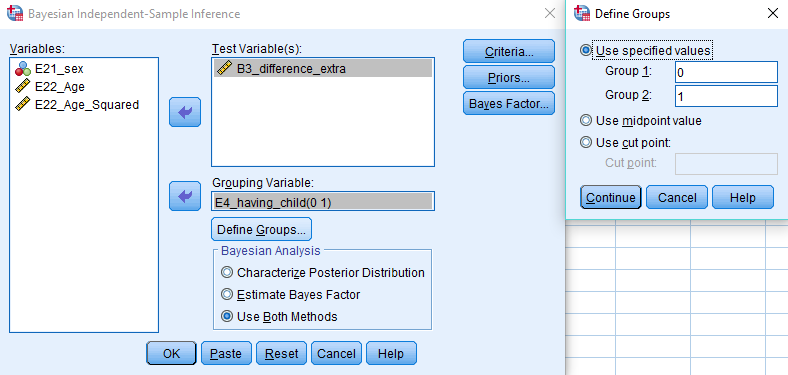 Bayesian Independent-Sample Inference
Variables:
E21_sex
E22_Age
E22_Age_Squared
Test Variable(s):
B3_difference_extra
Grouping Variable:
E4_having_child(0 1)
Define Groups...
Bayesian Analysis
Characterize Posterior Distribution
Estimate Bayes Factor
Use Both Methods
Criteria...
Priors...
Bayes Factor...
OK
Paste
Reset
Cancel
Help
Define Groups
Use specified values
Group 1: 0
Group 2: 1
Use midpoint value
Use cut point:
Cut point:
Continue
Cancel
Help